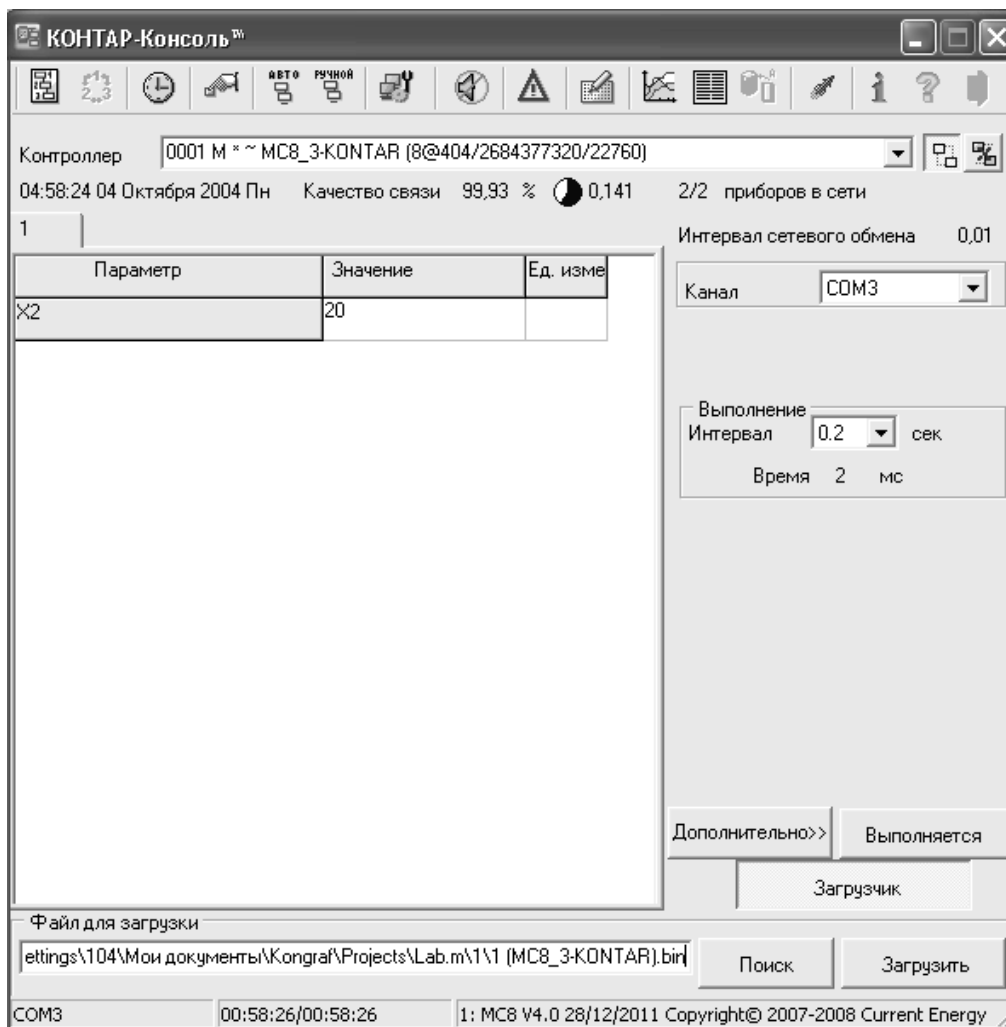 КОНТАР-Консоль™
АВТО РУЧНОЙ
Контроллер 0001 M * ~ MC8_3-KONTAR (8@404/2684377320/22760)
04:58:24 04 Октября 2004 Пн Качество связи 99,93 % 0,141 2/2 приборов в сети
1
Интервал сетевого обмена 0,01
Параметр Значение Ед. изме
X2 20
Канал COM3
Выполнение
Интервал 0.2 сек
Время 2 мс
Дополнительно>> Выполняется
Загрузчик
Файл для загрузки
ettings\104\Мои документы\Kongraf\Projects\Lab.m\1\1 (MC8_3-KONTAR).bin Поиск Загрузить
COM3 00:58:26/00:58:26 1: MC8 V4.0 28/12/2011 Copyright© 2007-2008 Current Energy